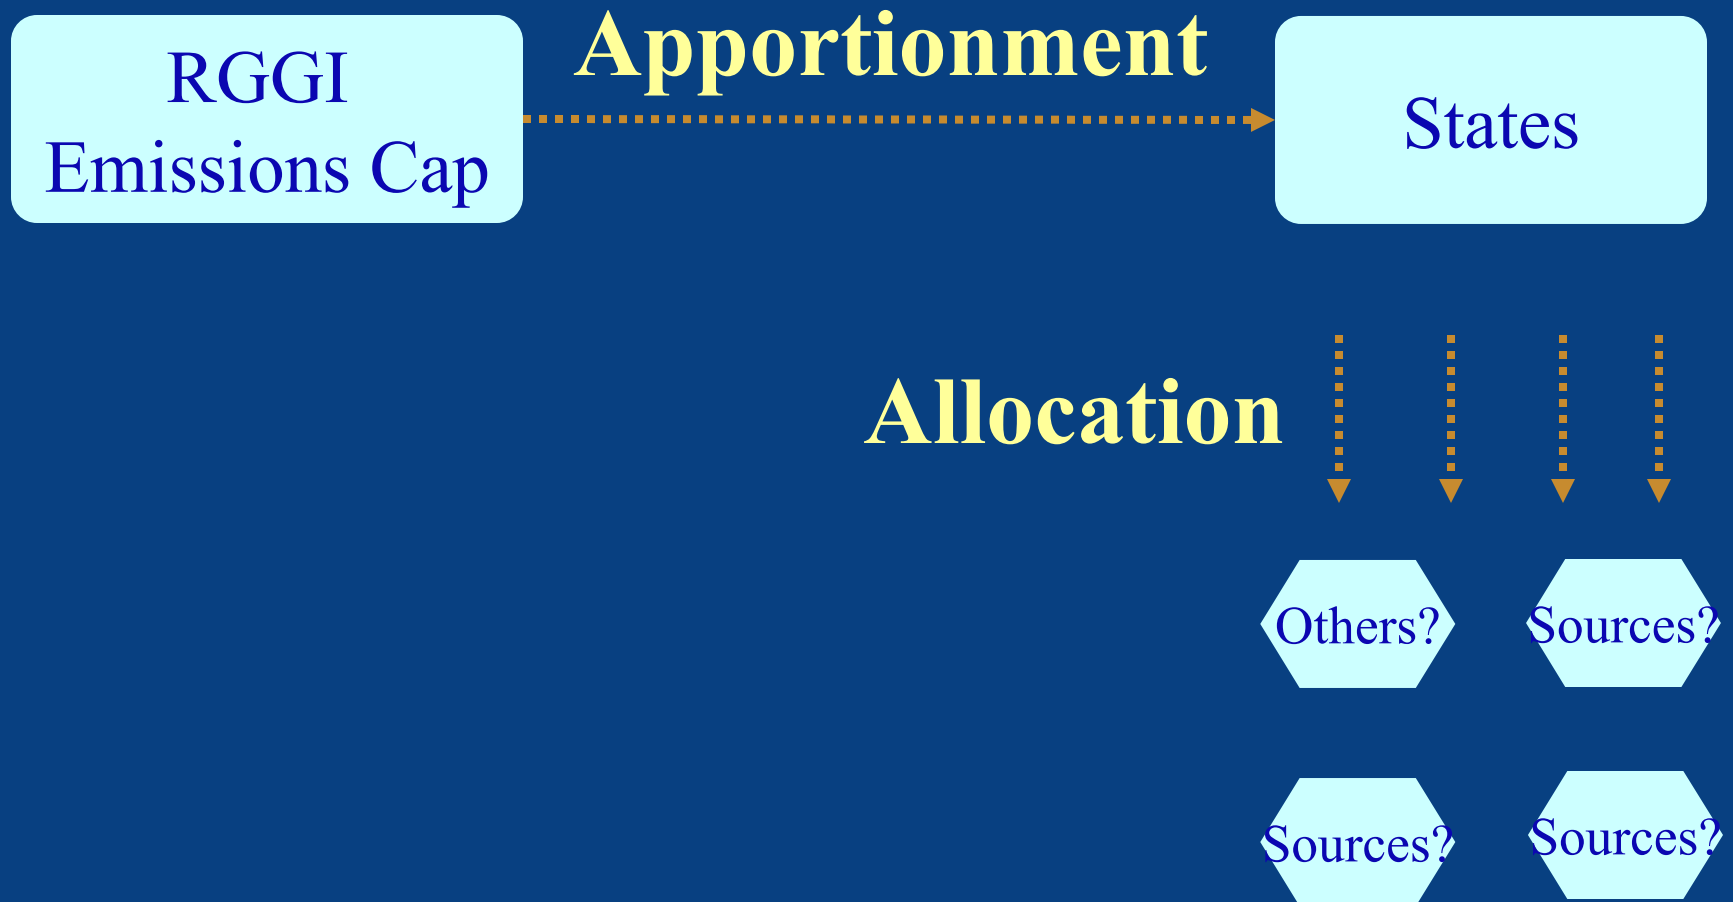 RGGI
Emissions Cap
Apportionment
States
Allocation
Others?
Sources?
Sources?
Sources?